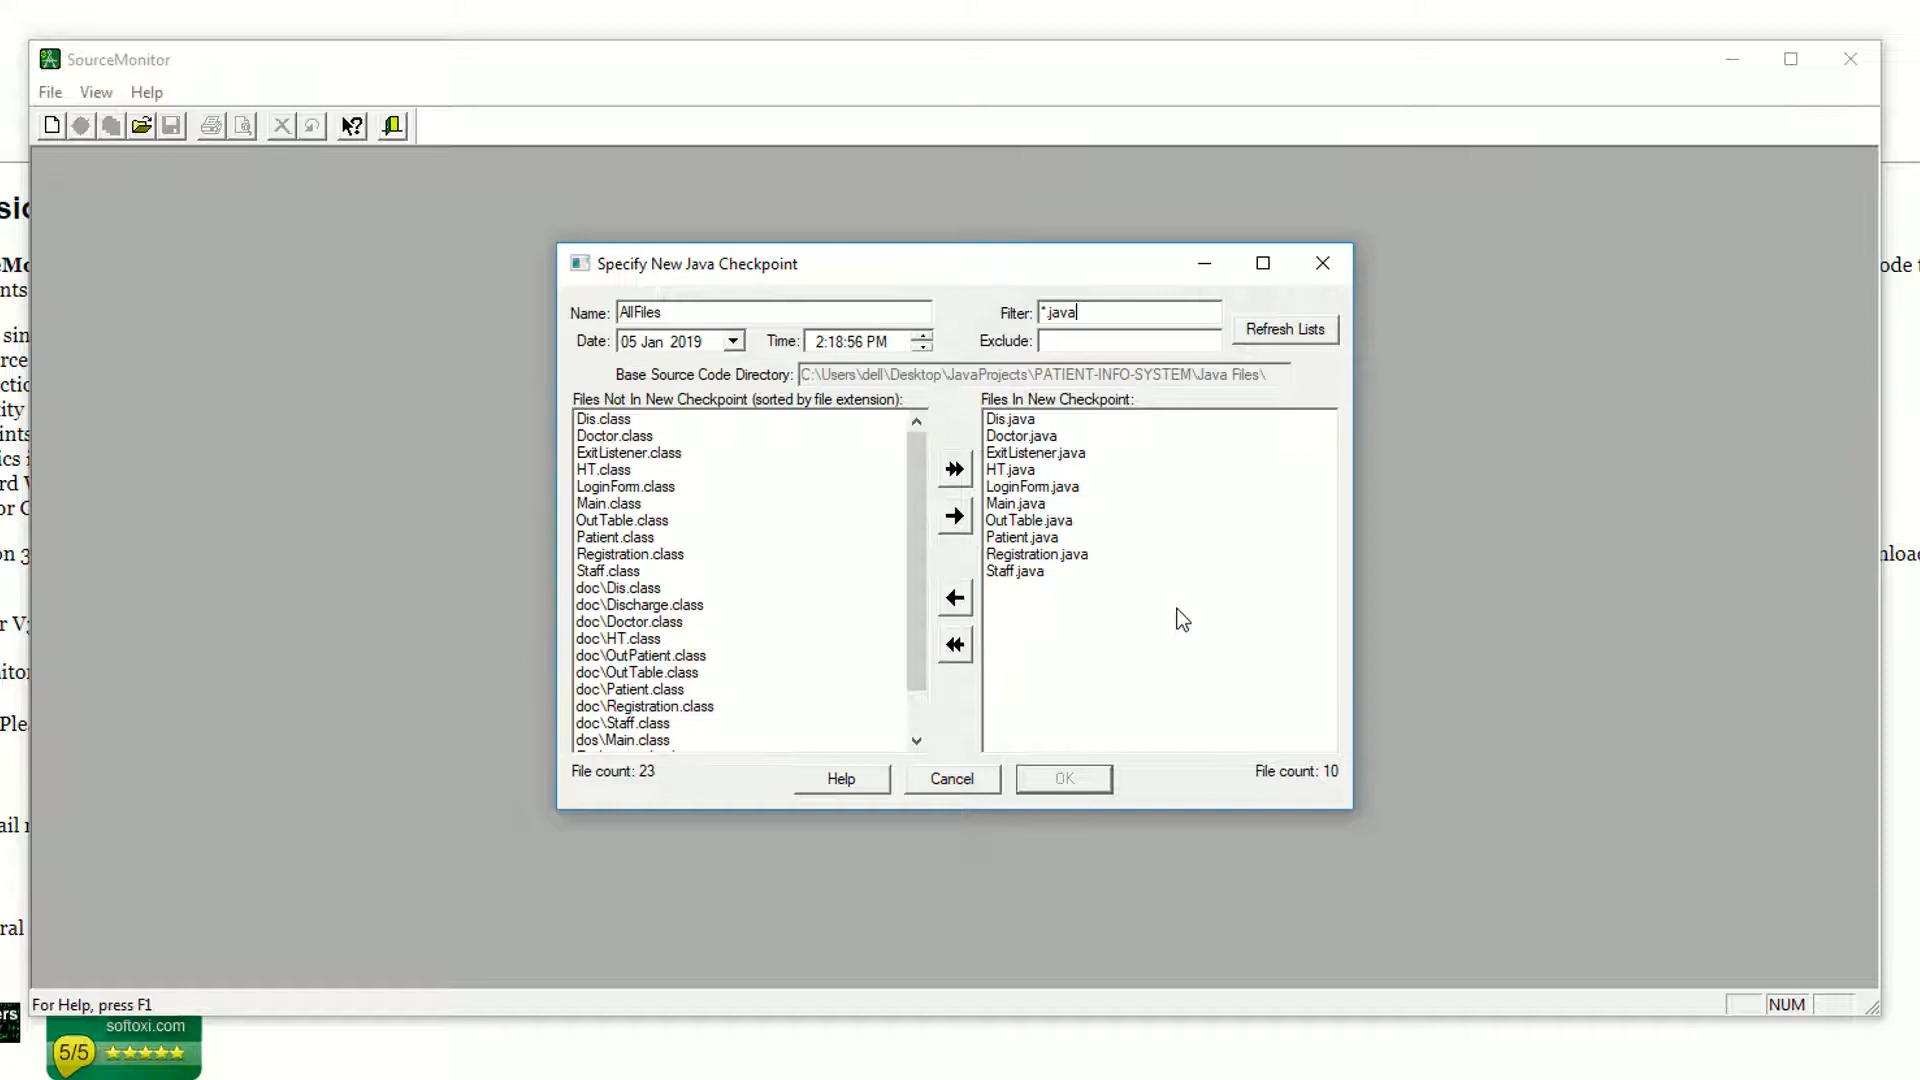 SourceMonitor
File View Help
Specify New Java Checkpoint
Name: AllFiles
Filter: *.java
Refresh Lists
Date: 05 Jan 2019 Time: 2:18:56 PM
Exclude:
Base Source Code Directory: C:\Users\dell\Desktop\JavaProjects\PATIENT-INFO-SYSTEM\Java Files\
Files Not In New Checkpoint (sorted by file extension):
Dis.class
Doctor.class
ExitListener.class
HT.class
LoginForm.class
Main.class
OutTable.class
Patient.class
Registration.class
Staff.class
doc\Dis.class
doc\Discharge.class
doc\Doctor.class
doc\HT.class
doc\OutPatient.class
doc\OutTable.class
doc\Patient.class
doc\Registration.class
doc\Staff.class
dos\Main.class
File count: 23
Files In New Checkpoint:
Dis.java
Doctor.java
ExitListener.java
HT.java
LoginForm.java
Main.java
OutTable.java
Patient.java
Registration.java
Staff.java
File count: 10
Help Cancel OK
For Help, press F1
NUM
softoxi.com
5/5